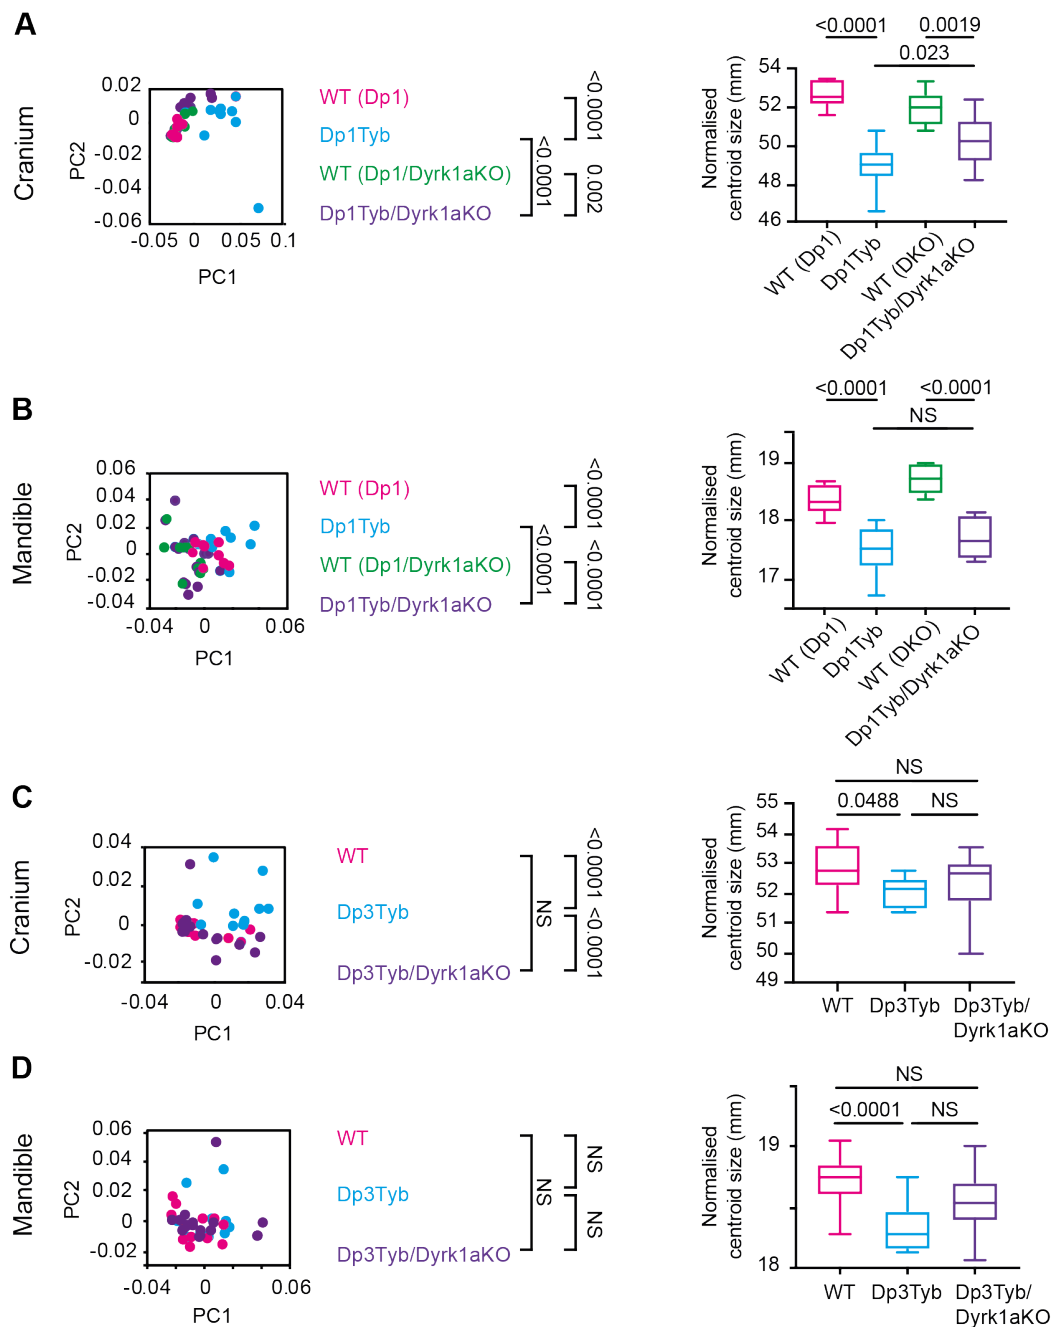 A
Cranium
PC2
0.02
0
-0.02
-0.04
-0.06
-0.05 0 0.05 0.1
PC1
WT (Dp1)
Dp1Tyb
WT (Dp1/Dyrk1aKO)
Dp1Tyb/Dyrk1aKO
<0.0001
<0.0001
0.002
<0.0001 0.0019
0.023
Normalised
centroid size (mm)
54
52
50
48
46
WT (Dp1)
Dp1Tyb
WT (DKO)
Dp1Tyb/Dyrk1aKO
B
Mandible
PC2
0.06
0.04
0.02
0
-0.02
-0.04
-0.04 0 0.06
PC1
WT (Dp1)
Dp1Tyb
WT (Dp1/Dyrk1aKO)
Dp1Tyb/Dyrk1aKO
<0.0001
<0.0001
<0.0001
<0.0001 <0.0001
NS
Normalised
centroid size (mm)
19
18
17
WT (Dp1)
Dp1Tyb
WT (DKO)
Dp1Tyb/Dyrk1aKO
C
Cranium
PC2
0.04
0.02
0
-0.02
-0.04 0 0.04
PC1
WT
Dp3Tyb
Dp3Tyb/Dyrk1aKO
NS
<0.0001
<0.0001
NS
0.0488 NS
Normalised
centroid size (mm)
55
54
53
52
51
50
49
WT Dp3Tyb Dp3Tyb/
Dyrk1aKO
D
Mandible
PC2
0.06
0.04
0.02
0
-0.02
-0.04 0 0.06
PC1
WT
Dp3Tyb
Dp3Tyb/Dyrk1aKO
NS
NS
NS
NS
<0.0001 NS
Normalised
centroid size (mm)
19
18
WT Dp3Tyb Dp3Tyb/
Dyrk1aKO